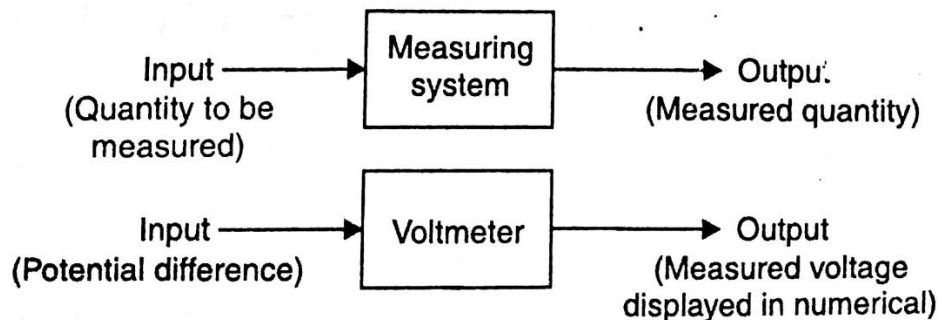 Input
(Quantity to be
measured)
Measuring
system
Output
(Measured quantity)
Input
(Potential difference)
Voltmeter
Output
(Measured voltage
displayed in numerical)